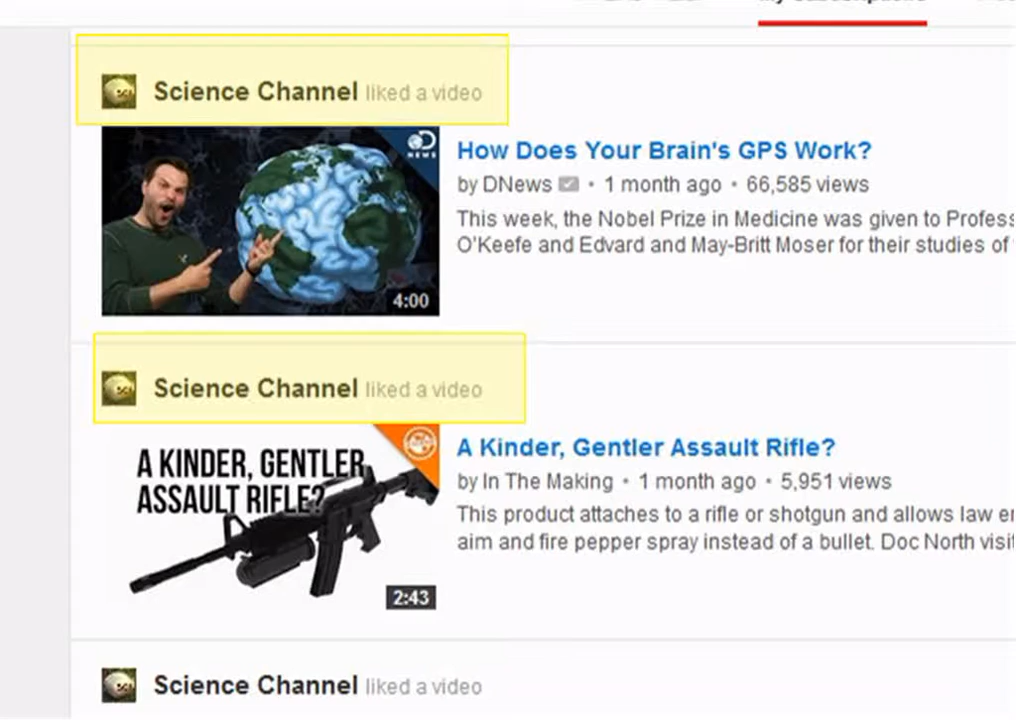 My Subscriptions
Science Channel liked a video
NEWS
How Does Your Brain's GPS Work?
by DNews • 1 month ago • 66,585 views
This week, the Nobel Prize in Medicine was given to Profess
O'Keefe and Edvard and May-Britt Moser for their studies of
4:00
Science Channel liked a video
A KINDER, GENTLER
ASSAULT RIFLE?
A Kinder, Gentler Assault Rifle?
by In The Making • 1 month ago • 5,951 views
This product attaches to a rifle or shotgun and allows law e
aim and fire pepper spray instead of a bullet. Doc North visit
2:43
Science Channel liked a video